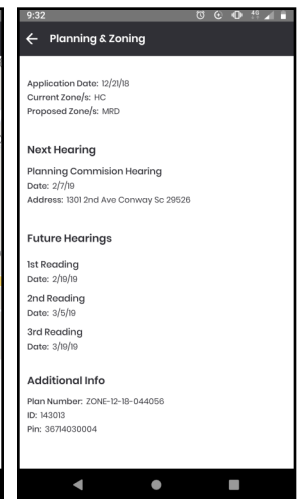 9:32
4G
Planning & Zoning
Application Date: 12/21/18
Current Zone/s: HC
Proposed Zone/s: MRD
Next Hearing
Planning Commision Hearing
Date: 2/7/19
Address: 1301 2nd Ave Conway Sc 29526
Future Hearings
1st Reading
Date: 2/19/19
2nd Reading
Date: 3/5/19
3rd Reading
Date: 3/19/19
Additional Info
Plan Number: ZONE-12-18-044056
ID: 143013
Pin: 36714030004